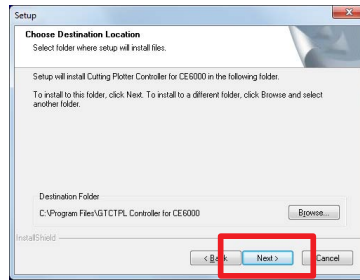 Setup
Choose Destination Location
Select folder where setup will install files.
Setup will install Cutting Plotter Controller for CE6000 in the following folder.
To install to this folder, click Next. To install to a different folder, click Browse and select
another folder.
Destination Folder
C:\Program Files\GTCTPL Controller for CE6000
Browse...
InstallShield
< Back
Next >
Cancel